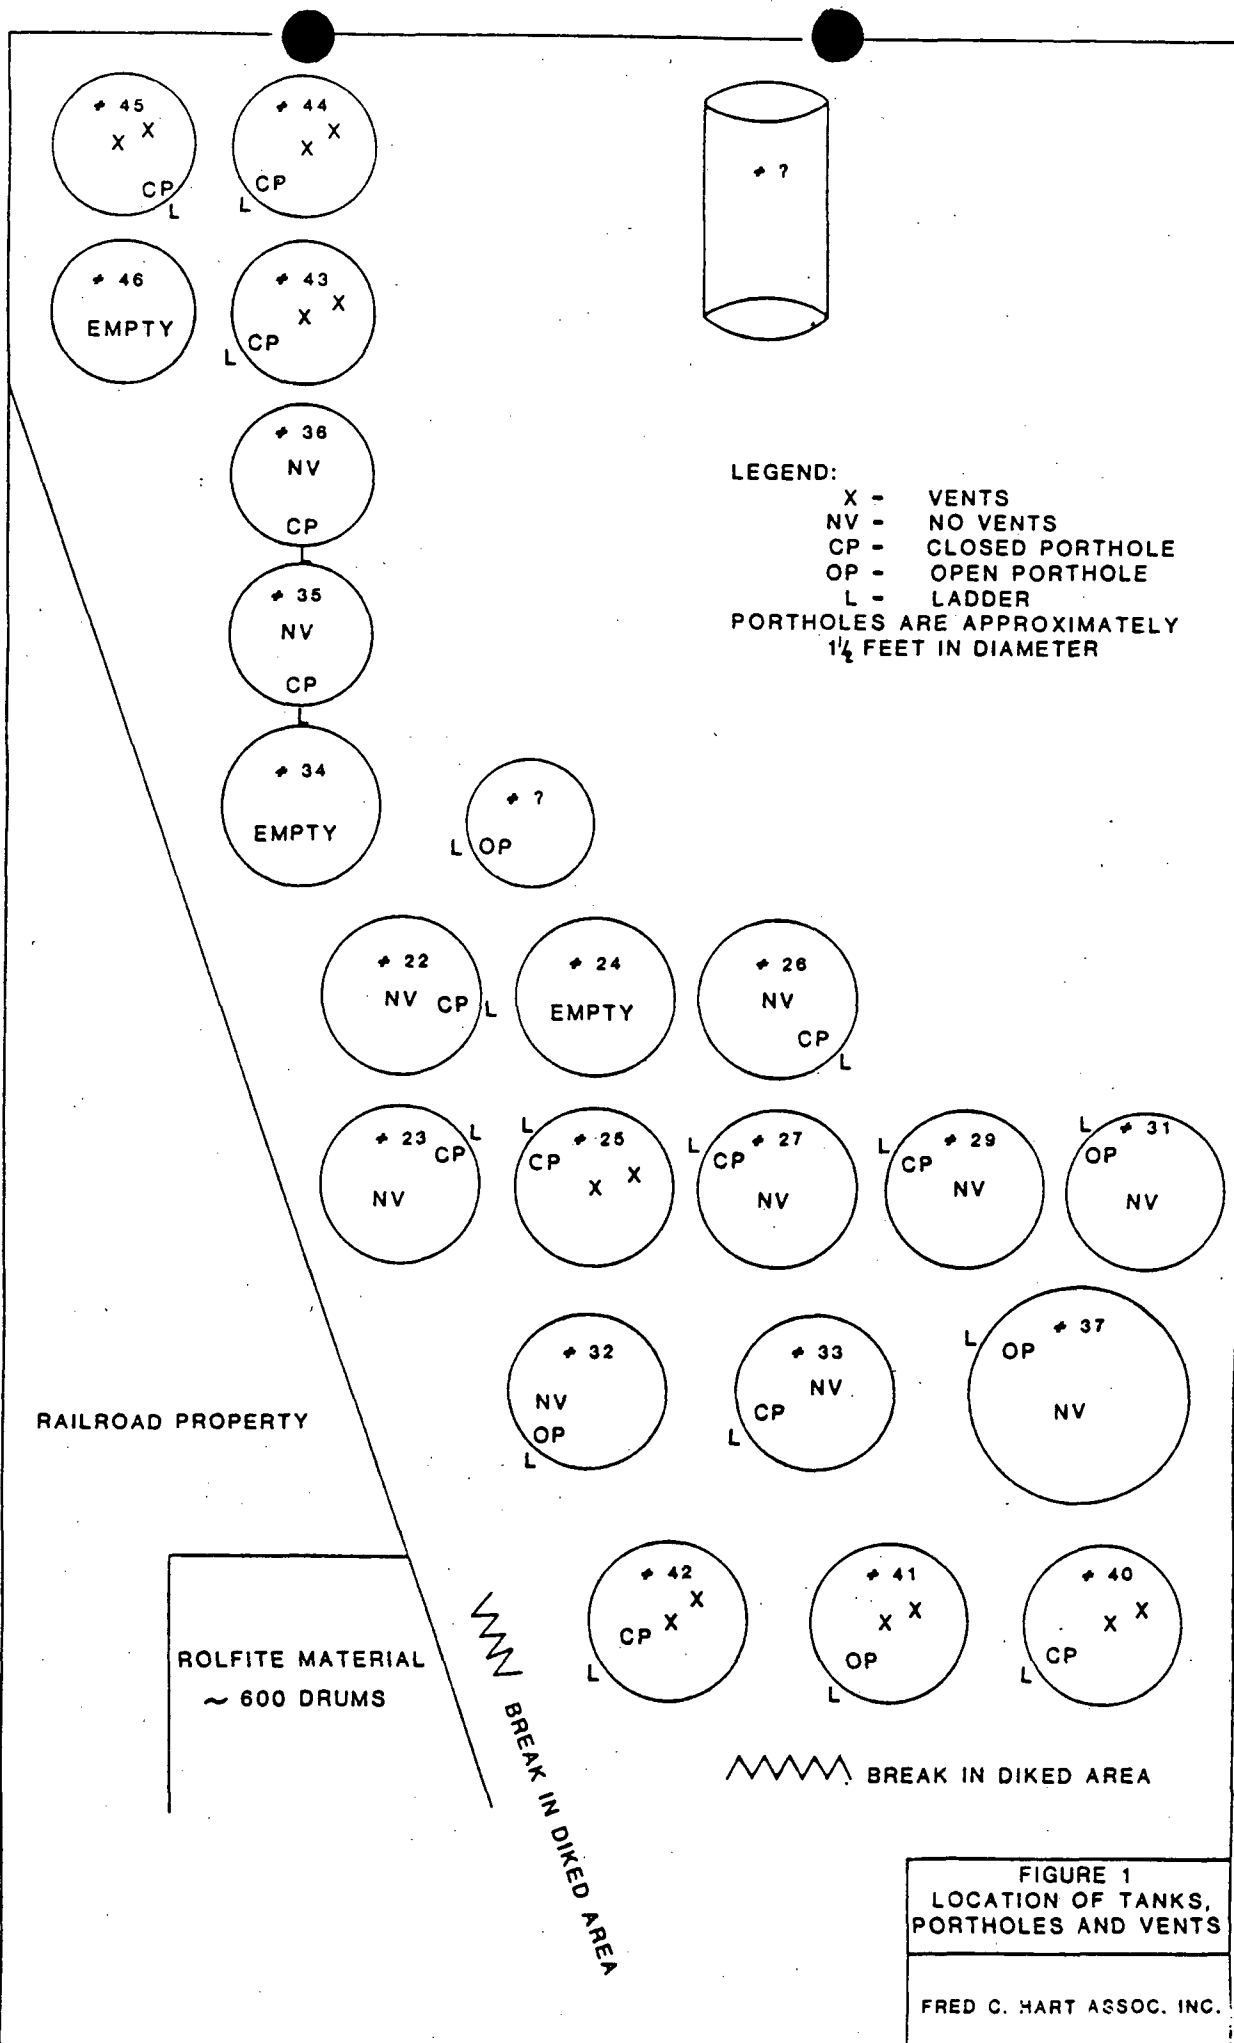 # 45
X X
CP
L
# 44
X X
CP
L
# ?
# 46
EMPTY
# 43
X X
CP
L
# 36
NV
CP
L
# 35
NV
CP
L
# 34
EMPTY
LEGEND:
X - VENTS
NV - NO VENTS
CP - CLOSED PORTHOLE
OP - OPEN PORTHOLE
L - LADDER
PORTHOLES ARE APPROXIMATELY
1 1/2 FEET IN DIAMETER
# ?
L OP
# 22
NV CP L
# 24
EMPTY
# 26
NV
CP
L
# 23
L
CP
NV
L
# 25
CP
X X
L
# 27
CP
NV
L
# 29
CP
NV
L
# 31
OP
NV
# 32
NV
OP
L
# 33
NV
CP
L
L
# 37
OP
NV
RAILROAD PROPERTY
# 42
X
CP X
L
# 41
X X
OP
L
# 40
X X
CP
L
ROLFITE MATERIAL
~ 600 DRUMS
BREAK IN DIKED AREA
BREAK IN DIKED AREA
FIGURE 1
LOCATION OF TANKS,
PORTHOLES AND VENTS
FRED C. HART ASSOC. INC.